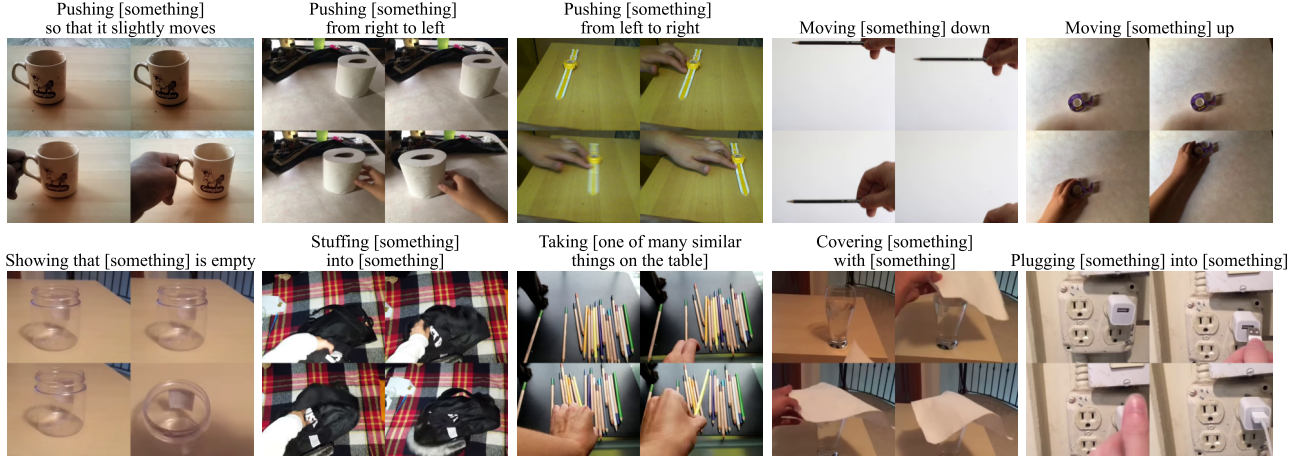 Pushing [something]
so that it slightly moves
Pushing [something]
from right to left
Pushing [something]
from left to right
Moving [something] down
Moving [something] up
Showing that [something] is empty
Stuffing [something]
into [something]
Taking [one of many similar
things on the table]
Covering [something]
with [something]
Plugging [something] into [something]